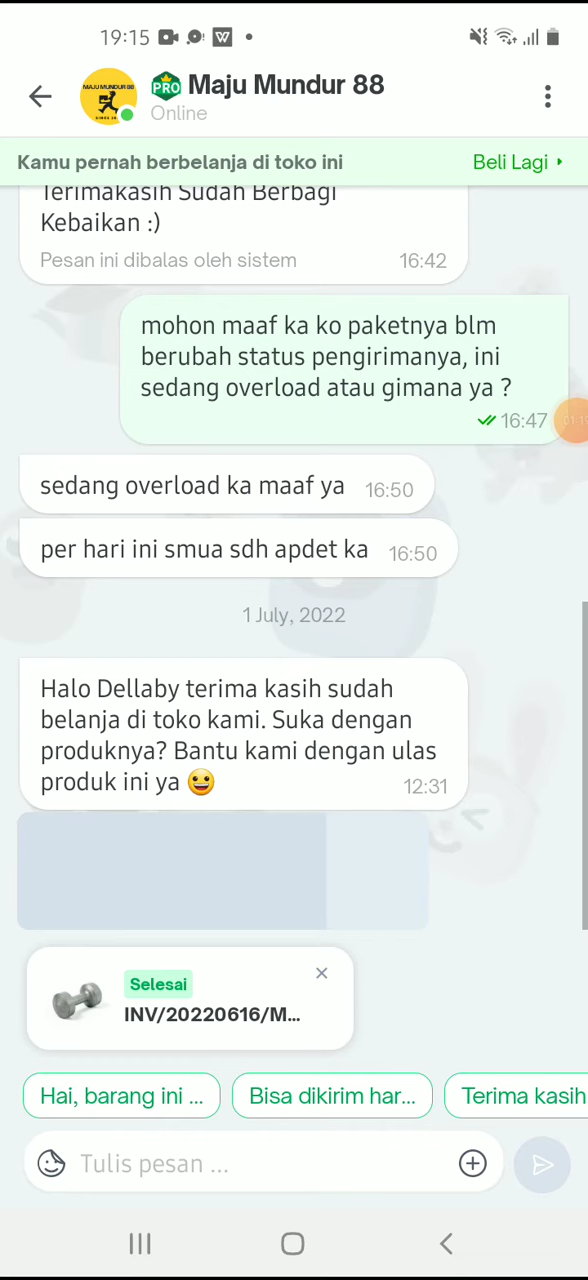 19:15
MAJU MUNDUR 88
PRO Maju Mundur 88
Online
Kamu pernah berbelanja di toko ini
Beli Lagi
Terimakasih Sudah Berbagi
Kebaikan :)
Pesan ini dibalas oleh sistem 16:42
mohon maaf ka ko paketnya blm
berubah status pengirimanya, ini
sedang overload atau gimana ya ?
16:47
sedang overload ka maaf ya 16:50
per hari ini smua sdh apdet ka 16:50
1 July, 2022
Halo Dellaby terima kasih sudah
belanja di toko kami. Suka dengan
produknya? Bantu kami dengan ulas
produk ini ya 😀 12:31
Selesai
INV/20220616/M...
Hai, barang ini ...
Bisa dikirim har...
Terima kasih
Tulis pesan ...